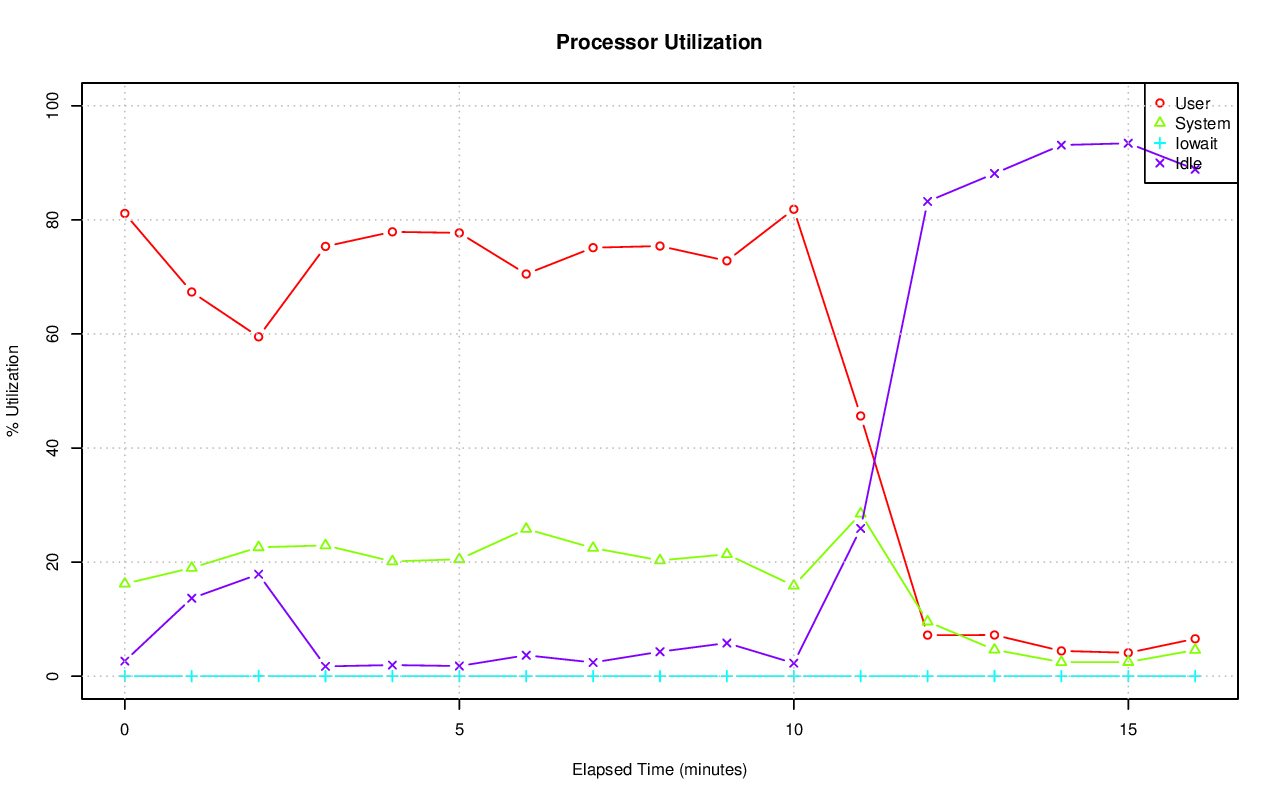 Processor Utilization
% Utilization
100
80
60
40
20
0
User
System
Iowait
Idle
0 5 10 15
Elapsed Time (minutes)